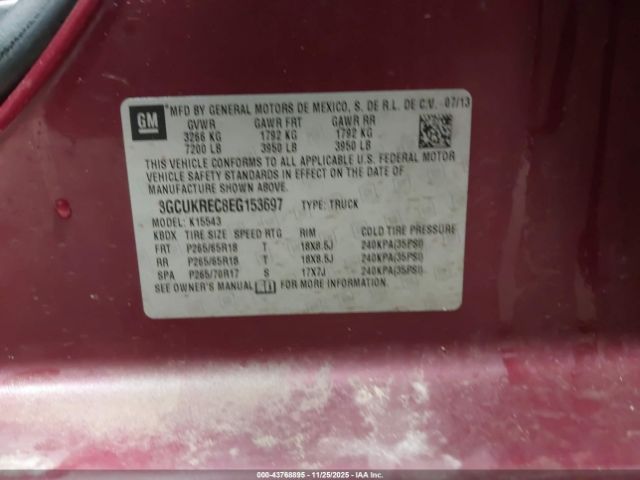 GM
MFD BY GENERAL MOTORS DE MEXICO, S. DE R.L. DE C.V. 07/13
GVWR GAWR FRT GAWR RR
3266 KG 1792 KG 1792 KG
7200 LB 3950 LB 3950 LB
THIS VEHICLE CONFORMS TO ALL APPLICABLE U.S. FEDERAL MOTOR
VEHICLE SAFETY STANDARDS IN EFFECT ON THE DATE OF
MANUFACTURE SHOWN ABOVE.
3GCUKREC8EG153697 TYPE: TRUCK
MODEL: K15543
KBDX TIRE SIZE SPEED RTG RIM COLD TIRE PRESSURE
FRT P265/65R18 T 18X8.5J 240KPA(35PSI)
RR P265/65R18 T 18X8.5J 240KPA(35PSI)
SPA P265/70R17 S 17X7J 240KPA(35PSI)
SEE OWNER'S MANUAL FOR MORE INFORMATION.
000-43768895 - 11/25/2025 - IAAI.COM